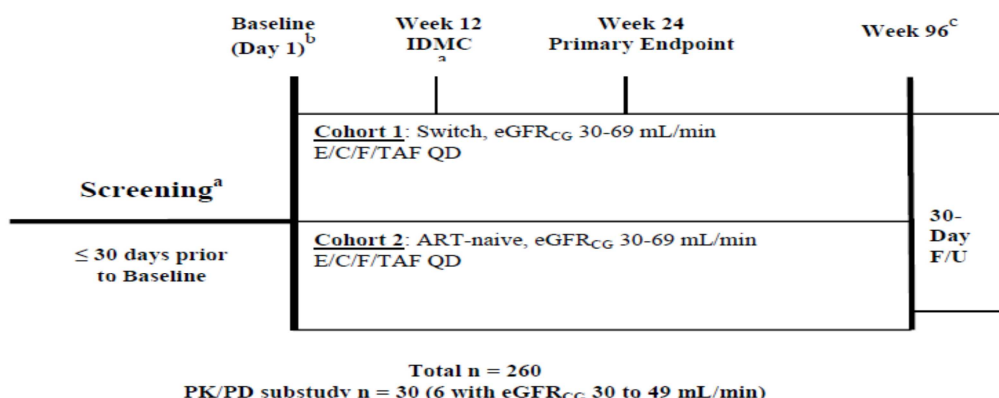 Baseline
(Day 1)b
Week 12
IDMC
a
Week 24
Primary Endpoint
Week 96c
Cohort 1: Switch, eGFRCG 30-69 mL/min
E/C/F/TAF QD
Screeninga
≤ 30 days prior
to Baseline
Cohort 2: ART-naive, eGFRCG 30-69 mL/min
E/C/F/TAF QD
30-
Day
F/U
Total n = 260
PK/PD substudy n = 30 (6 with eGFRCG 30 to 49 mL/min)